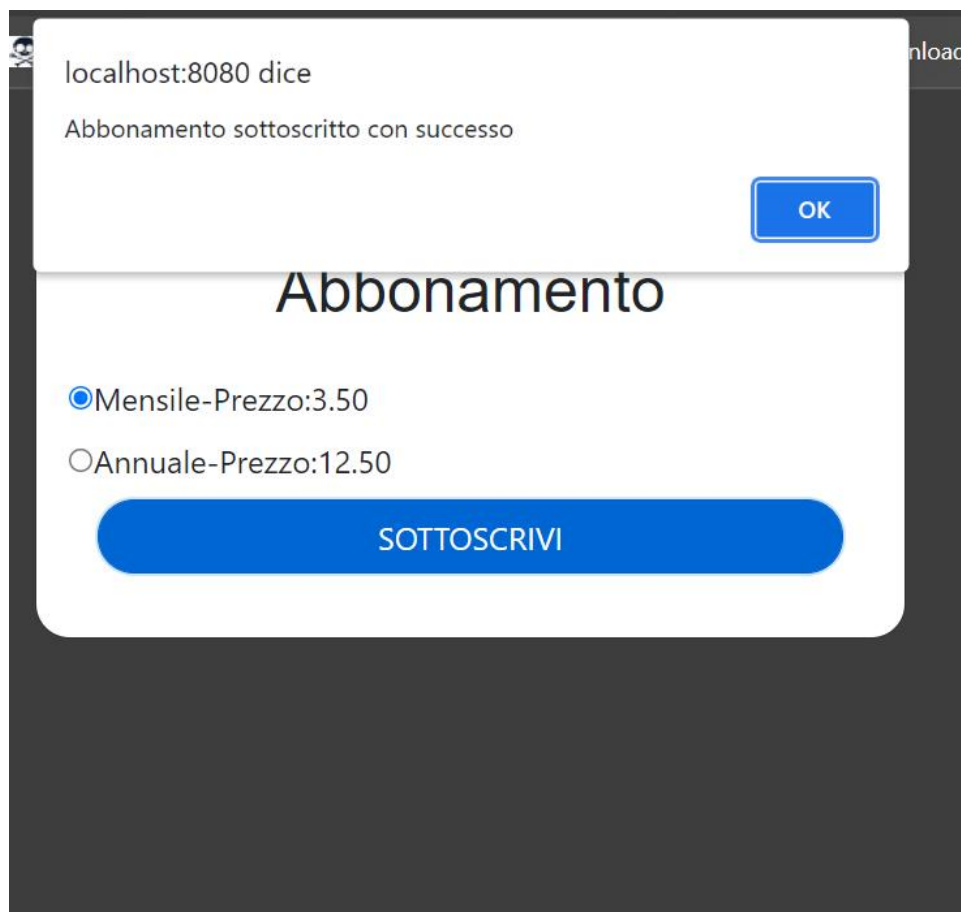 localhost:8080 dice
Abbonamento sottoscritto con successo
OK
Abbonamento
Mensile-Prezzo:3.50
Annuale-Prezzo:12.50
SOTTOSCRIVI